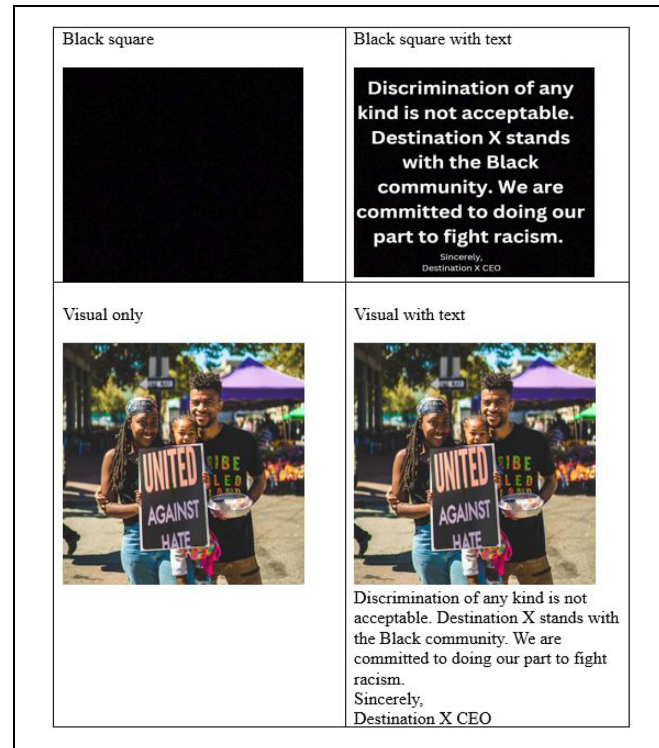 Black square
Black square with text
Discrimination of any
kind is not acceptable.
Destination X stands
with the Black
community. We are
committed to doing our
part to fight racism.
Sincerely,
Destination X CEO
Visual only
Visual with text
UNITED
AGAINST
HATE
UNITED
AGAINST
HATE
Discrimination of any kind is not
acceptable. Destination X stands with
the Black community. We are
committed to doing our part to fight
racism.
Sincerely,
Destination X CEO